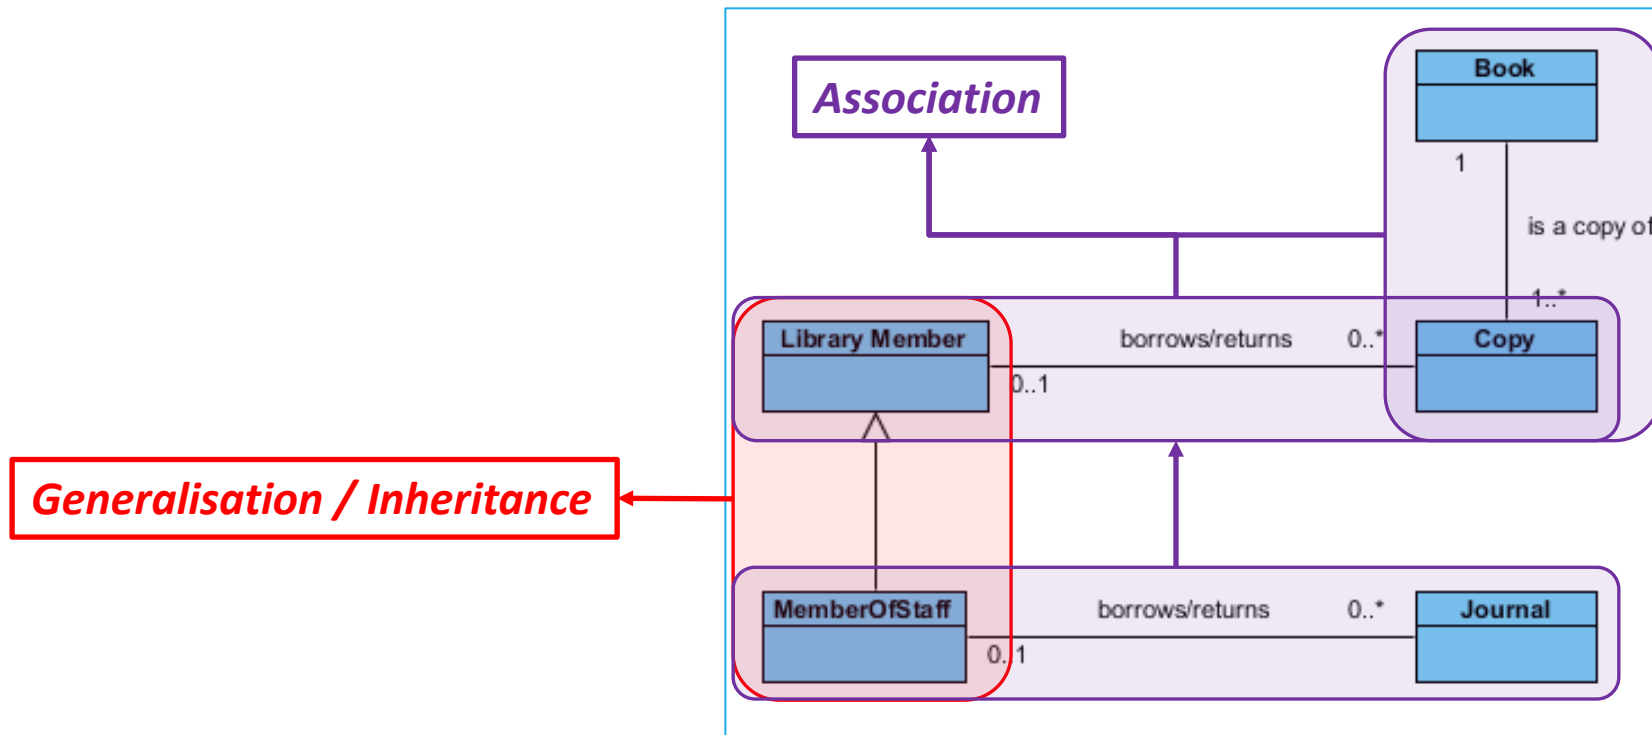 Book
Association
1
is a copy of
1..*
Library Member
borrows/returns
0..*
Copy
0..1
Generalisation / Inheritance
MemberOfStaff
borrows/returns
0..*
Journal
0..1